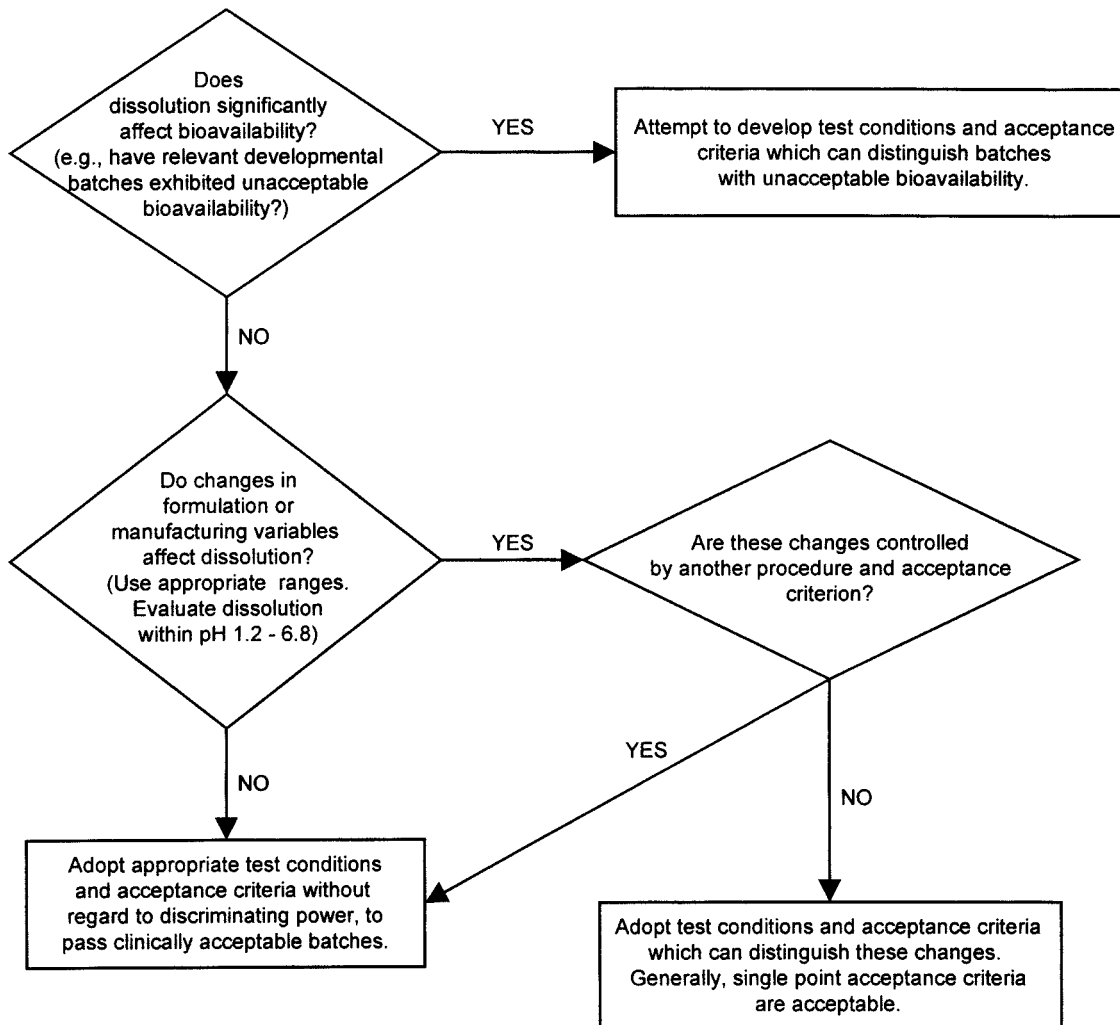 Does
dissolution significantly
affect bioavailability?
(e.g., have relevant developmental
batches exhibited unacceptable
bioavailability?)
YES
Attempt to develop test conditions and acceptance
criteria which can distinguish batches
with unacceptable bioavailability.
NO
Do changes in
formulation or
manufacturing variables
affect dissolution?
(Use appropriate ranges.
Evaluate dissolution
within pH 1.2 - 6.8)
YES
Are these changes controlled
by another procedure and acceptance
criterion?
NO
YES
NO
Adopt appropriate test conditions
and acceptance criteria without
regard to discriminating power, to
pass clinically acceptable batches.
Adopt test conditions and acceptance criteria
which can distinguish these changes.
Generally, single point acceptance criteria
are acceptable.